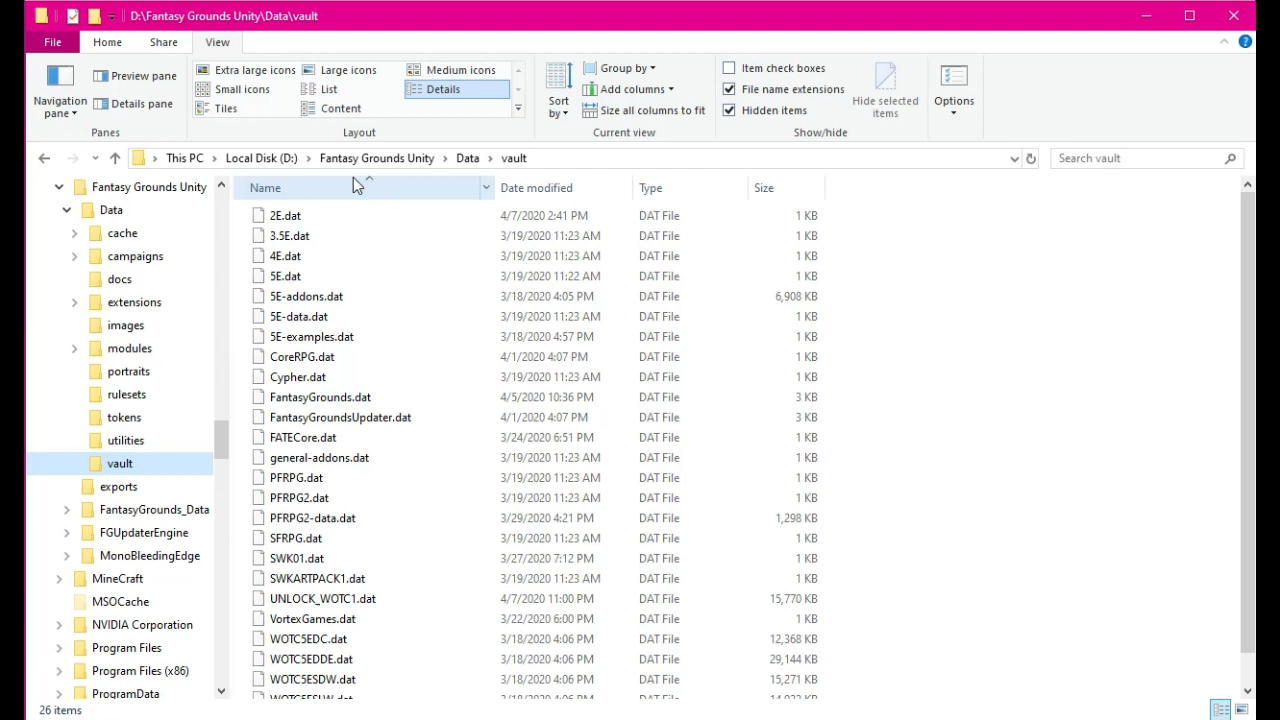 D:\Fantasy Grounds Unity\Data\vault
File Home Share View
Navigation pane
Preview pane
Details pane
Panes
Extra large icons Large icons Medium icons
Small icons List Details
Tiles Content
Layout
Sort by
Group by
Add columns
Size all columns to fit
Current view
Item check boxes
File name extensions
Hidden items
Hide selected items
Show/hide
Options
This PC Local Disk (D:) Fantasy Grounds Unity Data vault
Search vault
Fantasy Grounds Unity
Data
cache
campaigns
docs
extensions
images
modules
portraits
rulesets
tokens
utilities
vault
exports
FantasyGrounds_Data
FGUpdaterEngine
MonoBleedingEdge
MineCraft
MSOCache
NVIDIA Corporation
Program Files
Program Files (x86)
ProgramData
Name Date modified Type Size
2E.dat 4/7/2020 2:41 PM DAT File 1 KB
3.5E.dat 3/19/2020 11:23 AM DAT File 1 KB
4E.dat 3/19/2020 11:23 AM DAT File 1 KB
5E.dat 3/19/2020 11:22 AM DAT File 1 KB
5E-addons.dat 3/18/2020 4:05 PM DAT File 6,908 KB
5E-data.dat 3/19/2020 11:23 AM DAT File 1 KB
5E-examples.dat 3/18/2020 4:57 PM DAT File 1 KB
CoreRPG.dat 4/1/2020 4:07 PM DAT File 1 KB
Cypher.dat 3/19/2020 11:23 AM DAT File 1 KB
FantasyGrounds.dat 4/5/2020 10:36 PM DAT File 3 KB
FantasyGroundsUpdater.dat 4/1/2020 4:07 PM DAT File 3 KB
FATECore.dat 3/24/2020 6:51 PM DAT File 1 KB
general-addons.dat 3/19/2020 11:23 AM DAT File 1 KB
PFRPG.dat 3/19/2020 11:23 AM DAT File 1 KB
PFRPG2.dat 3/19/2020 11:23 AM DAT File 1 KB
PFRPG2-data.dat 3/29/2020 4:21 PM DAT File 1,298 KB
SFRPG.dat 3/19/2020 11:23 AM DAT File 1 KB
SWK01.dat 3/27/2020 7:12 PM DAT File 1 KB
SWKARTPACK1.dat 3/19/2020 11:23 AM DAT File 1 KB
UNLOCK_WOTC1.dat 4/7/2020 11:00 PM DAT File 15,770 KB
VortexGames.dat 3/22/2020 6:00 PM DAT File 1 KB
WOTC5EDC.dat 3/18/2020 4:06 PM DAT File 12,368 KB
WOTC5EDDE.dat 3/18/2020 4:06 PM DAT File 29,144 KB
WOTC5ESDW.dat 3/18/2020 4:06 PM DAT File 15,271 KB
3/18/2020 4:06 PM DAT File
26 items